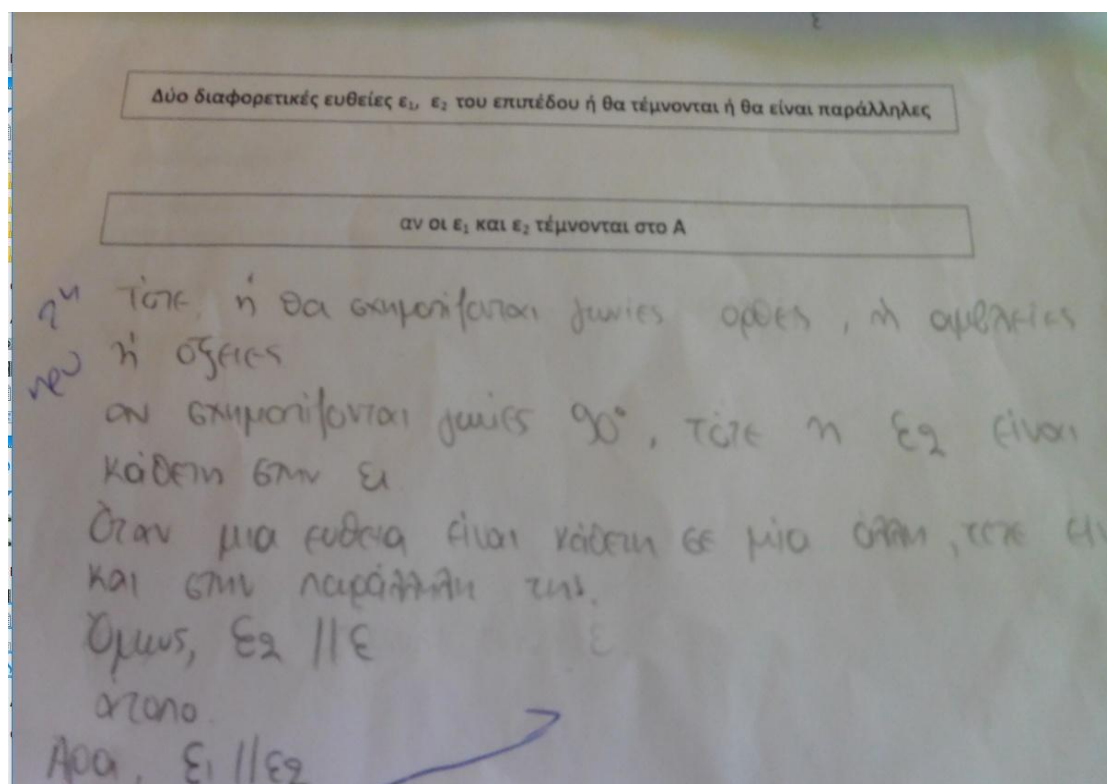 ε
Δύο διαφορετικές ευθείες ε₁, ε₂ του επιπέδου ή θα τέμνονται ή θα είναι παράλληλες
αν οι ε₁ και ε₂ τέμνονται στο Α
τότε, ή θα σχηματίζονται γωνίες ορθες, ή αμβλείες
ή οξείες
αν σχηματίζονται γωνίες 90°, τότε η ε2 είναι
κάθετη στην ε1
Όταν μια ευθεία είναι κάθετη σε μία άλλη, τότε είν
και στην παράλληλη της.
Όμως, ε2 // ε
άτοπο.
Άρα, ε1 // ε2